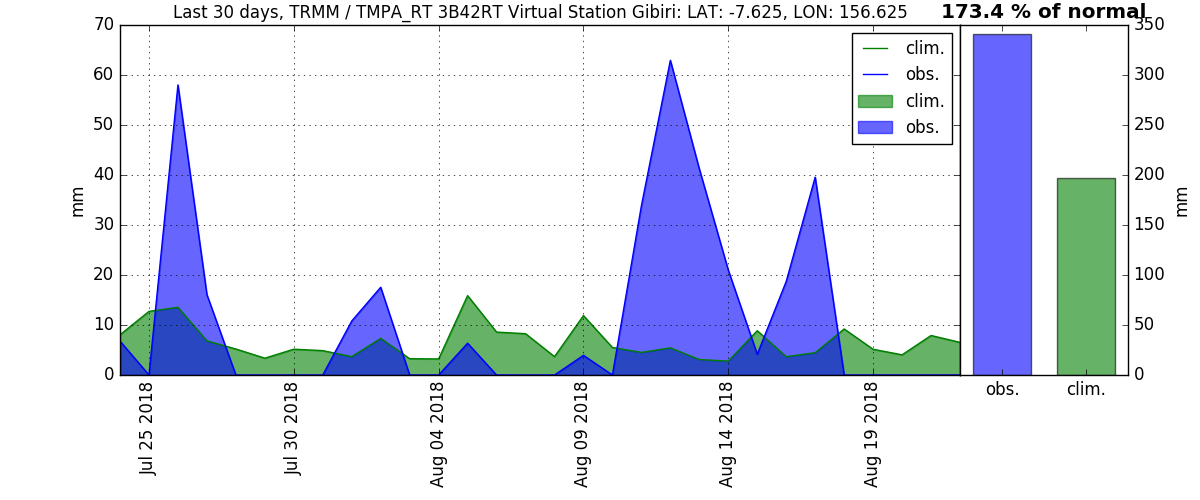 Last 30 days, TRMM / TMPA_RT 3B42RT Virtual Station Gibiri: LAT: -7.625, LON: 156.625
173.4 % of normal
70
60
50
40
30
20
10
0
mm
clim.
obs.
clim.
obs.
Jul 25 2018
Jul 30 2018
Aug 04 2018
Aug 09 2018
Aug 14 2018
Aug 19 2018
350
300
250
200
150
100
50
0
mm
obs.
clim.